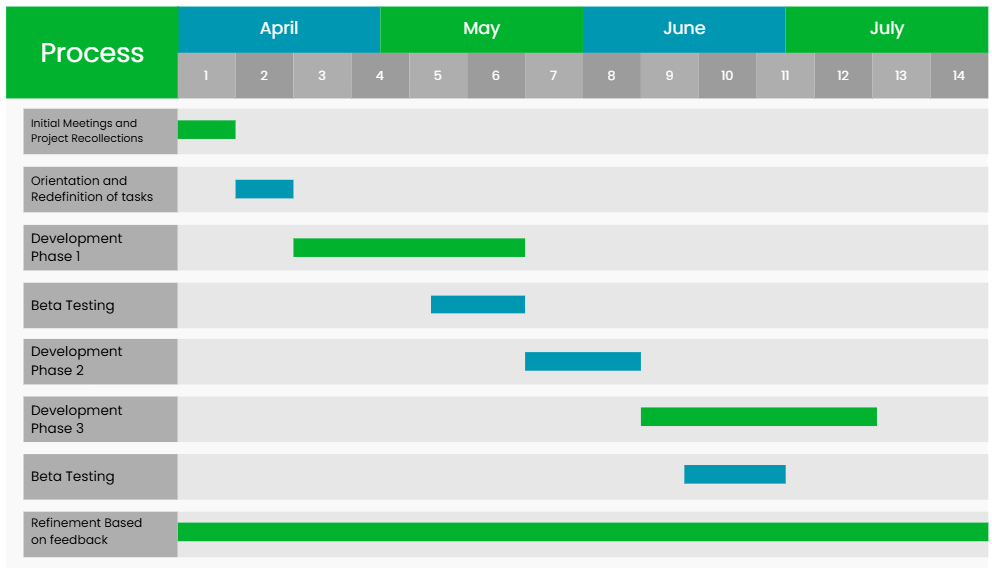 Process
April
May
June
July
1 2 3 4 5 6 7 8 9 10 11 12 13 14
Initial Meetings and
Project Recollections
Orientation and
Redefinition of tasks
Development
Phase 1
Beta Testing
Development
Phase 2
Development
Phase 3
Beta Testing
Refinement Based
on feedback